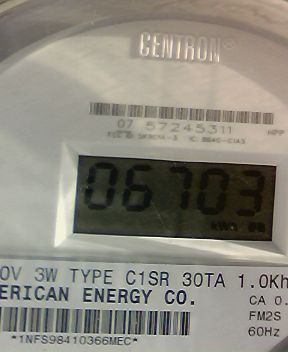 CENTRON®
07 57245311
06703
0V 3W TYPE C1SR 30TA 1.0Kh
ERICAN ENERGY CO.
CA 0.
FM2S
60Hz
*1NFS98410366MEC*